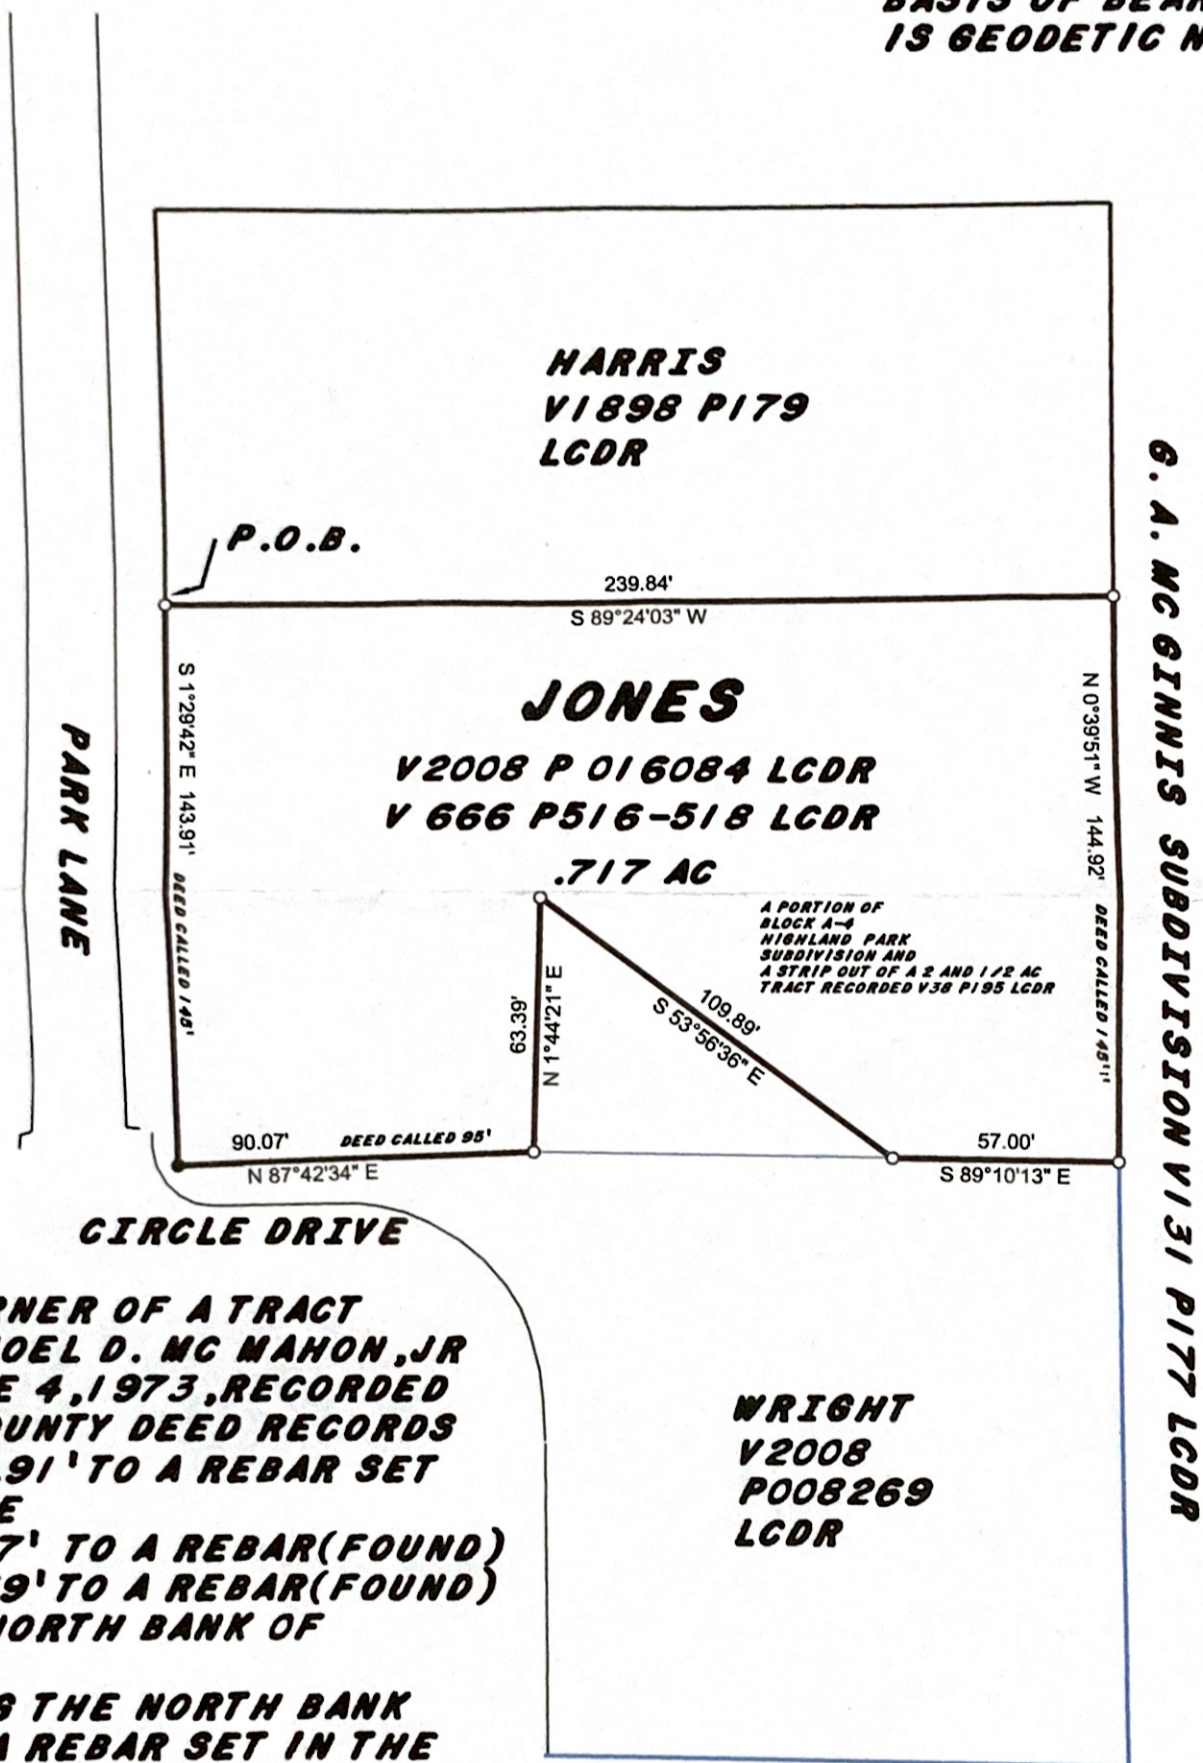 IS GEODETIC
HARRIS
V1898 P179
LCDR
P.O.B.
239.84'
S 89°24'03" W
JONES
V2008 P 016084 LCDR
V 666 P516-518 LCDR
.717 AC
S 1°29'42" E 143.91' DEED CALLED 145'
PARK LANE
N 0°39'51" W 144.92' DEED CALLED 145'1'
G. A. MC GINNIS SUBDIVISION V131 P177 LCDR
A PORTION OF
BLOCK A-4
HIGHLAND PARK
SUBDIVISION AND
A STRIP OUT OF A 2 AND 1/2 AC
TRACT RECORDED V38 P195 LCDR
63.39'
N 1°44'21" E
109.89'
S 53°56'36" E
90.07' DEED CALLED 95'
N 87°42'34" E
57.00'
S 89°10'13" E
CIRCLE DRIVE
RNER OF A TRACT
OEL D. MC MAHON,JR
E 4,1973,RECORDED
OUNTY DEED RECORDS
.91' TO A REBAR SET
E
7' TO A REBAR(FOUND)
9' TO A REBAR(FOUND)
NORTH BANK OF
S THE NORTH BANK
A REBAR SET IN THE
WRIGHT
V2008
P008269
LCDR